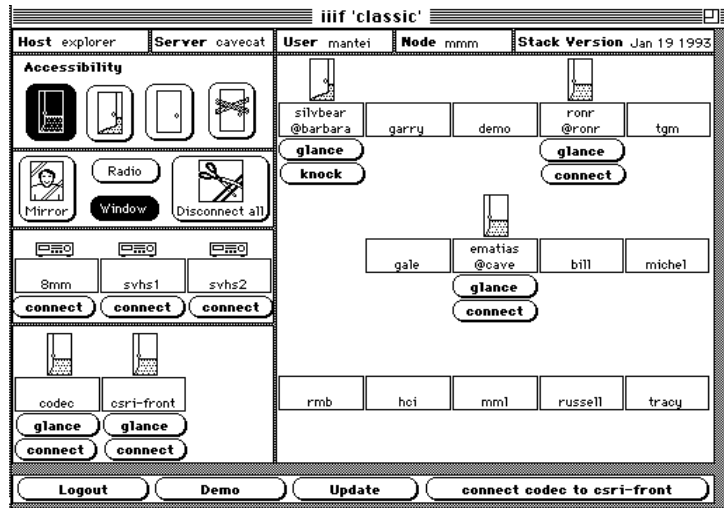 iiif 'classic'
Host explorer Server cavecat User mantei Node mmm Stack Version Jan 19 1993
Accessibility
Mirror
Radio
Window
Disconnect all
8mm svhs1 svhs2
connect connect connect
codec csri-front
glance glance
connect connect
silvbear ronr
@barbara garry demo @ronr tgm
glance glance
knock connect
ematias
gale @cave bill michel
glance
connect
rmb hci mml russell tracy
Logout Demo Update connect codec to csri-front